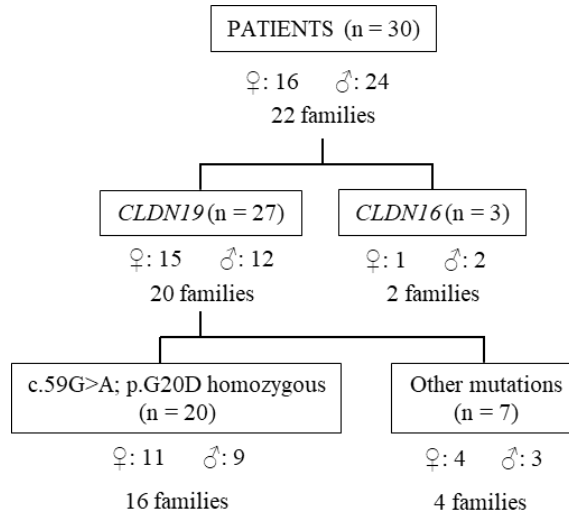 PATIENTS (n = 30)
♀: 16 ♂: 24
22 families
CLDN19 (n = 27)
CLDN16 (n = 3)
♀: 15 ♂: 12
♀: 1 ♂: 2
20 families
2 families
c.59G>A; p.G20D homozygous
(n = 20)
Other mutations
(n = 7)
♀: 11 ♂: 9
♀: 4 ♂: 3
16 families
4 families